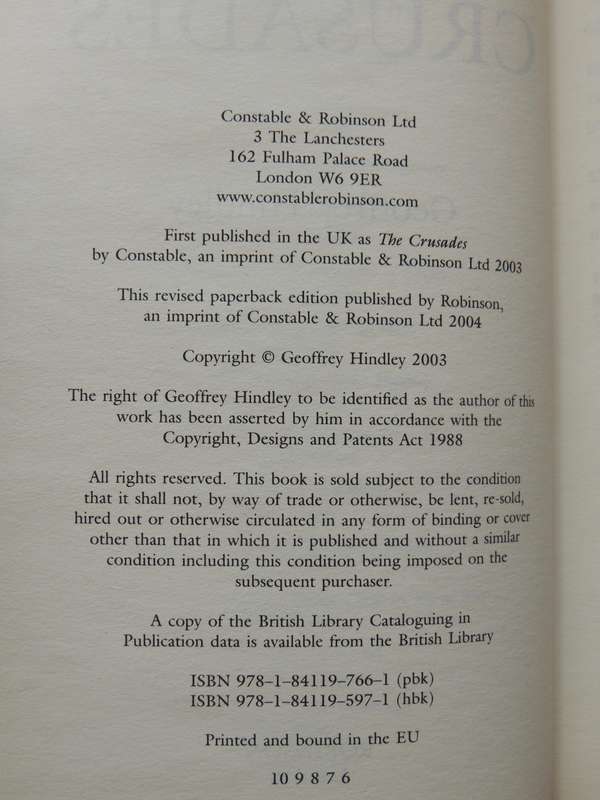 CRUSADES
Constable & Robinson Ltd
3 The Lanchesters
162 Fulham Palace Road
London W6 9ER
www.constablerobinson.com
First published in the UK as The Crusades
by Constable, an imprint of Constable & Robinson Ltd 2003
This revised paperback edition published by Robinson,
an imprint of Constable & Robinson Ltd 2004
Copyright © Geoffrey Hindley 2003
The right of Geoffrey Hindley to be identified as the author of this
work has been asserted by him in accordance with the
Copyright, Designs and Patents Act 1988
All rights reserved. This book is sold subject to the condition
that it shall not, by way of trade or otherwise, be lent, re-sold,
hired out or otherwise circulated in any form of binding or cover
other than that in which it is published and without a similar
condition including this condition being imposed on the
subsequent purchaser.
A copy of the British Library Cataloguing in
Publication data is available from the British Library
ISBN 978-1-84119-766-1 (pbk)
ISBN 978-1-84119-597-1 (hbk)
Printed and bound in the EU
10 9 8 7 6